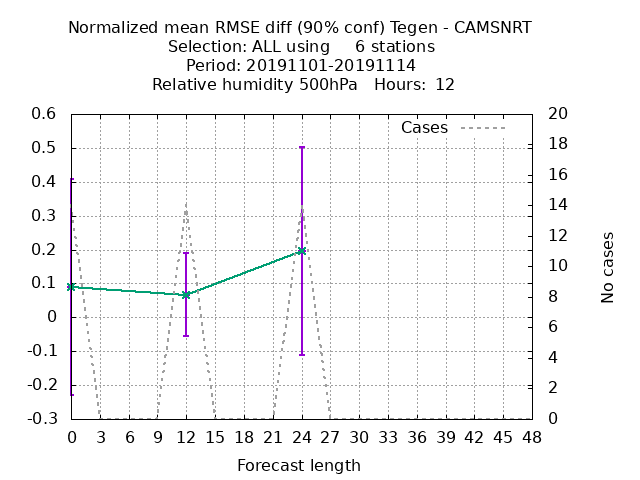 Normalized mean RMSE diff (90% conf) Tegen - CAMSNRT
Selection: ALL using     6 stations
Period: 20191101-20191114
Relative humidity 500hPa   Hours:  12
0.6
0.5
0.4
0.3
0.2
0.1
0
-0.1
-0.2
-0.3
Cases
20
18
16
14
12
10
8
6
4
2
0
No cases
0 3 6 9 12 15 18 21 24 27 30 33 36 39 42 45 48
Forecast length